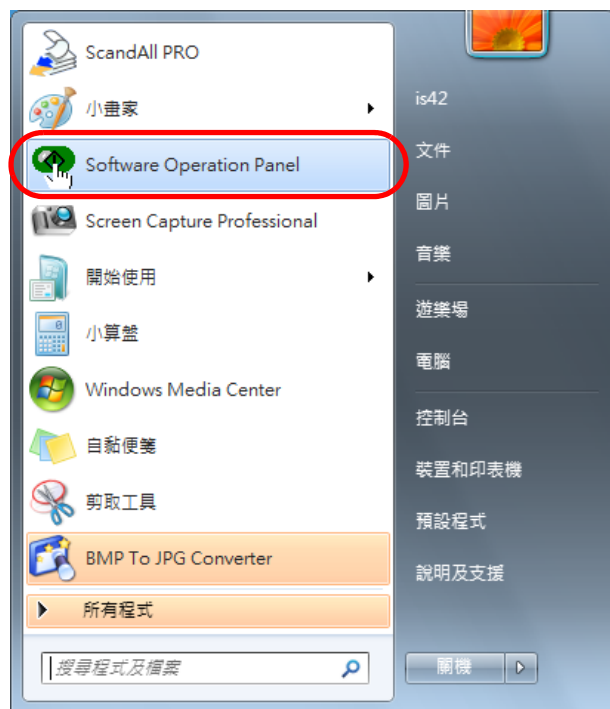 ScandAll PRO
小畫家
Software Operation Panel
Screen Capture Professional
開始使用
小算盤
Windows Media Center
自黏便箋
剪取工具
BMP To JPG Converter
所有程式
搜尋程式及檔案
is42
文件
圖片
音樂
遊樂場
電腦
控制台
裝置和印表機
預設程式
說明及支援
關機